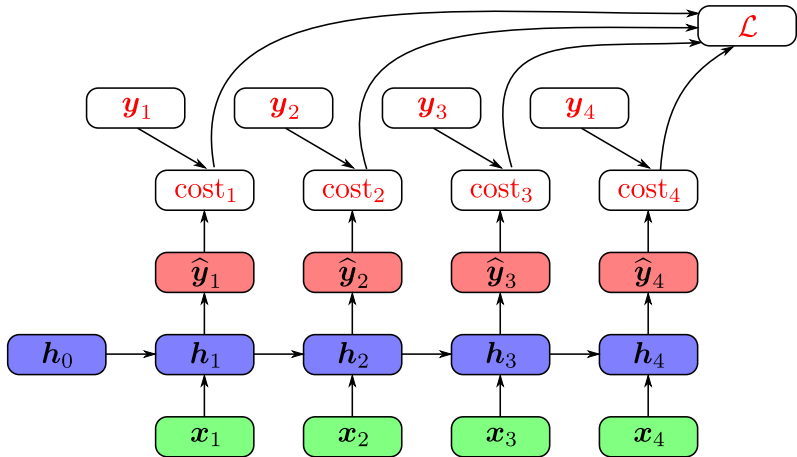 ℒ
y₁ y₂ y₃ y₄
cost₁ cost₂ cost₃ cost₄
ŷ₁ ŷ₂ ŷ₃ ŷ₄
h₀ h₁ h₂ h₃ h₄
x₁ x₂ x₃ x₄